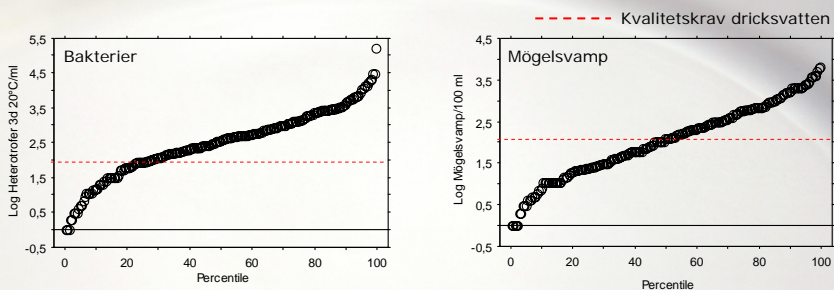 Kvalitetskrav dricksvatten
Bakterier
Log Heterotrofer 3d 20°C/ml
5,5
4,5
3,5
2,5
1,5
0,5
-0,5
0 20 40 60 80 100
Percentile
Mögelsvamp
Log Mögelsvamp/100 ml
4,5
3,5
2,5
1,5
0,5
-0,5
0 20 40 60 80 100
Percentile